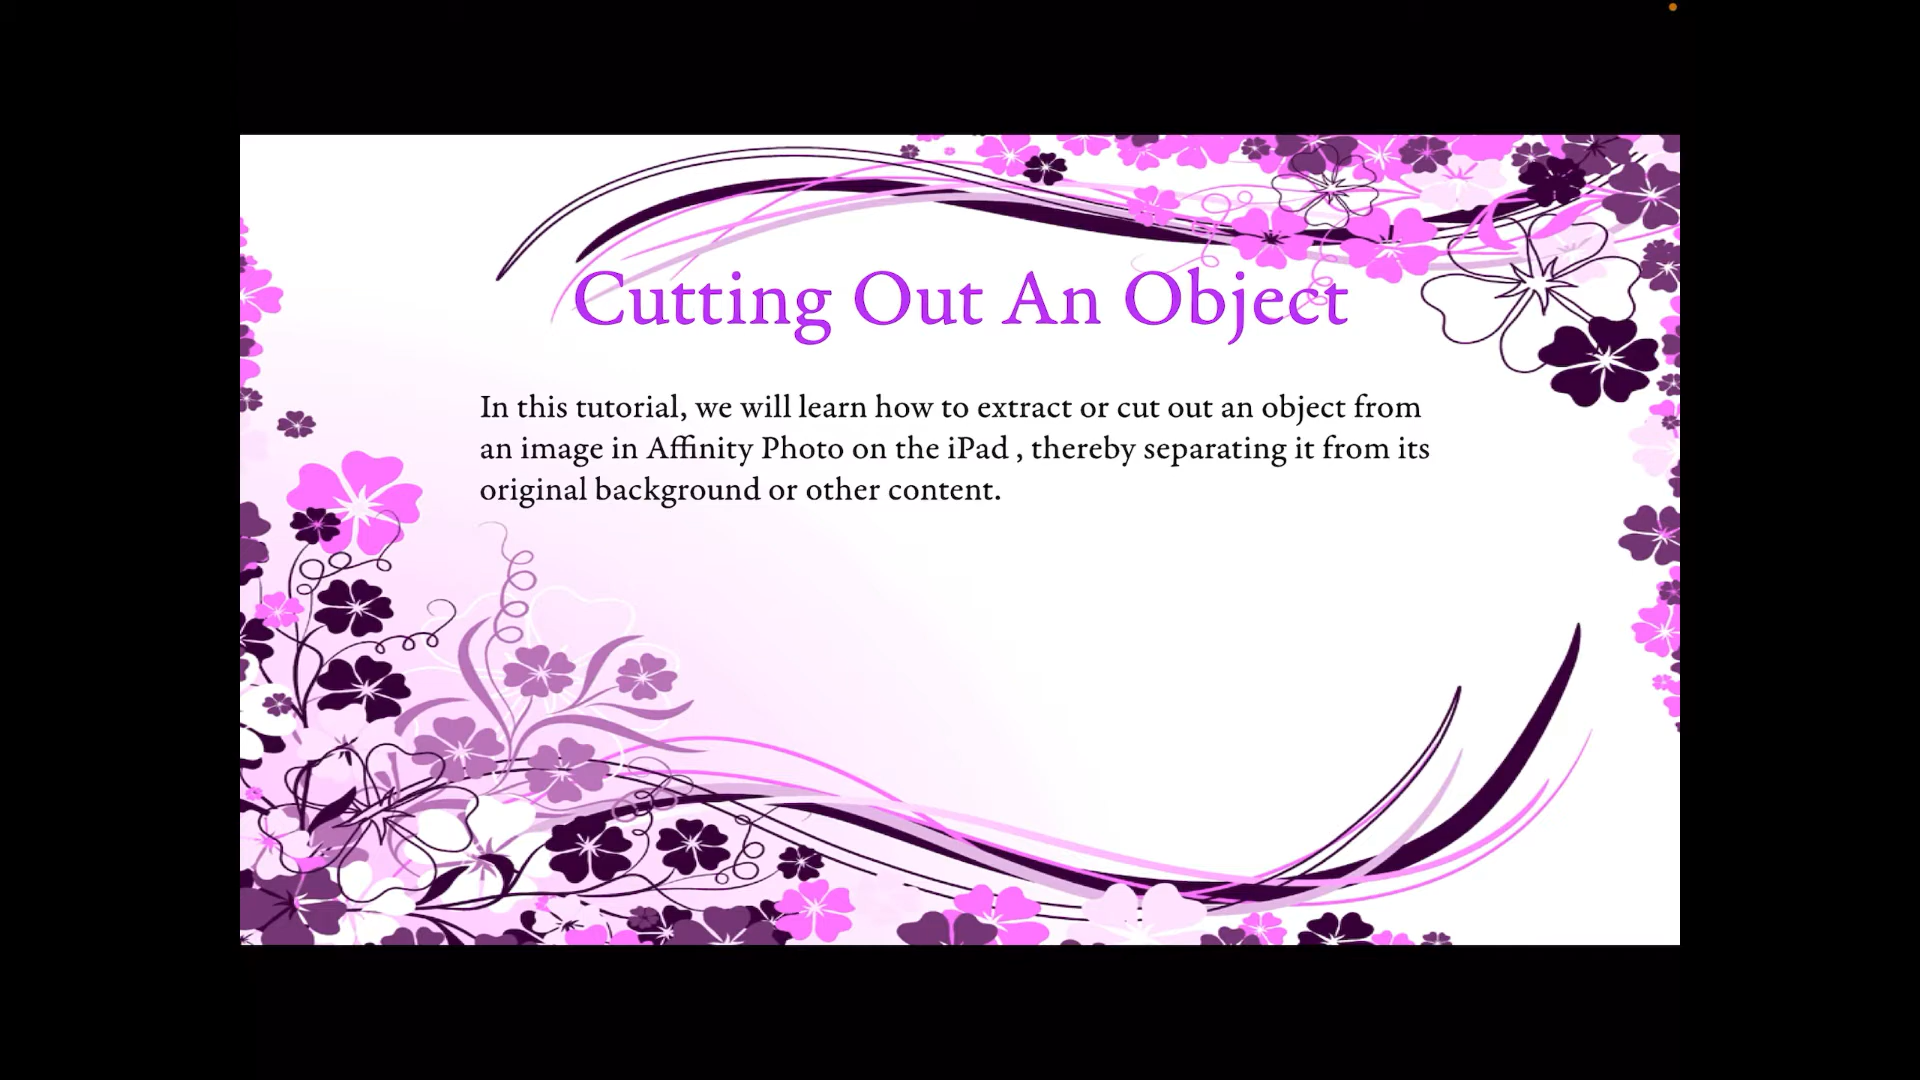 Cutting Out An Object
In this tutorial, we will learn how to extract or cut out an object from
an image in Affinity Photo on the iPad , thereby separating it from its
original background or other content.